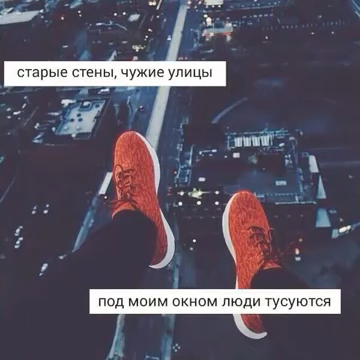 старые стены, чужие улицы
под моим окном люди тусуются